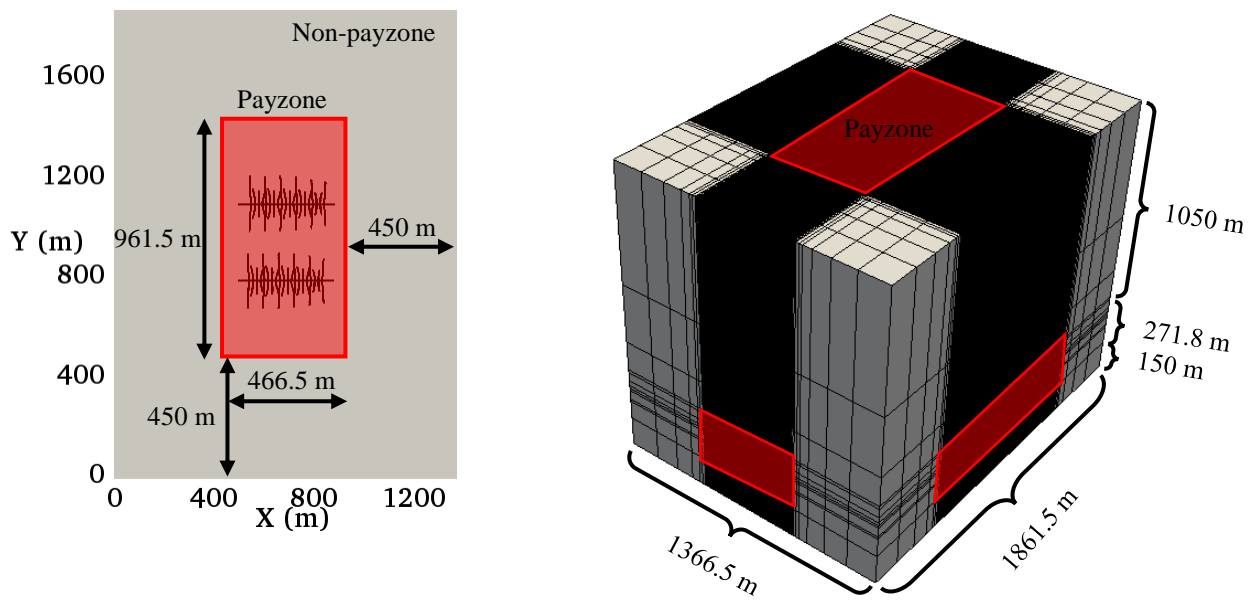 Non-payzone
1600
Payzone
1200
Y (m)
961.5 m
450 m
800
400
466.5 m
450 m
0
0
400
800
1200
X (m)
Payzone
1050 m
271.8 m
150 m
1861.5 m
1366.5 m